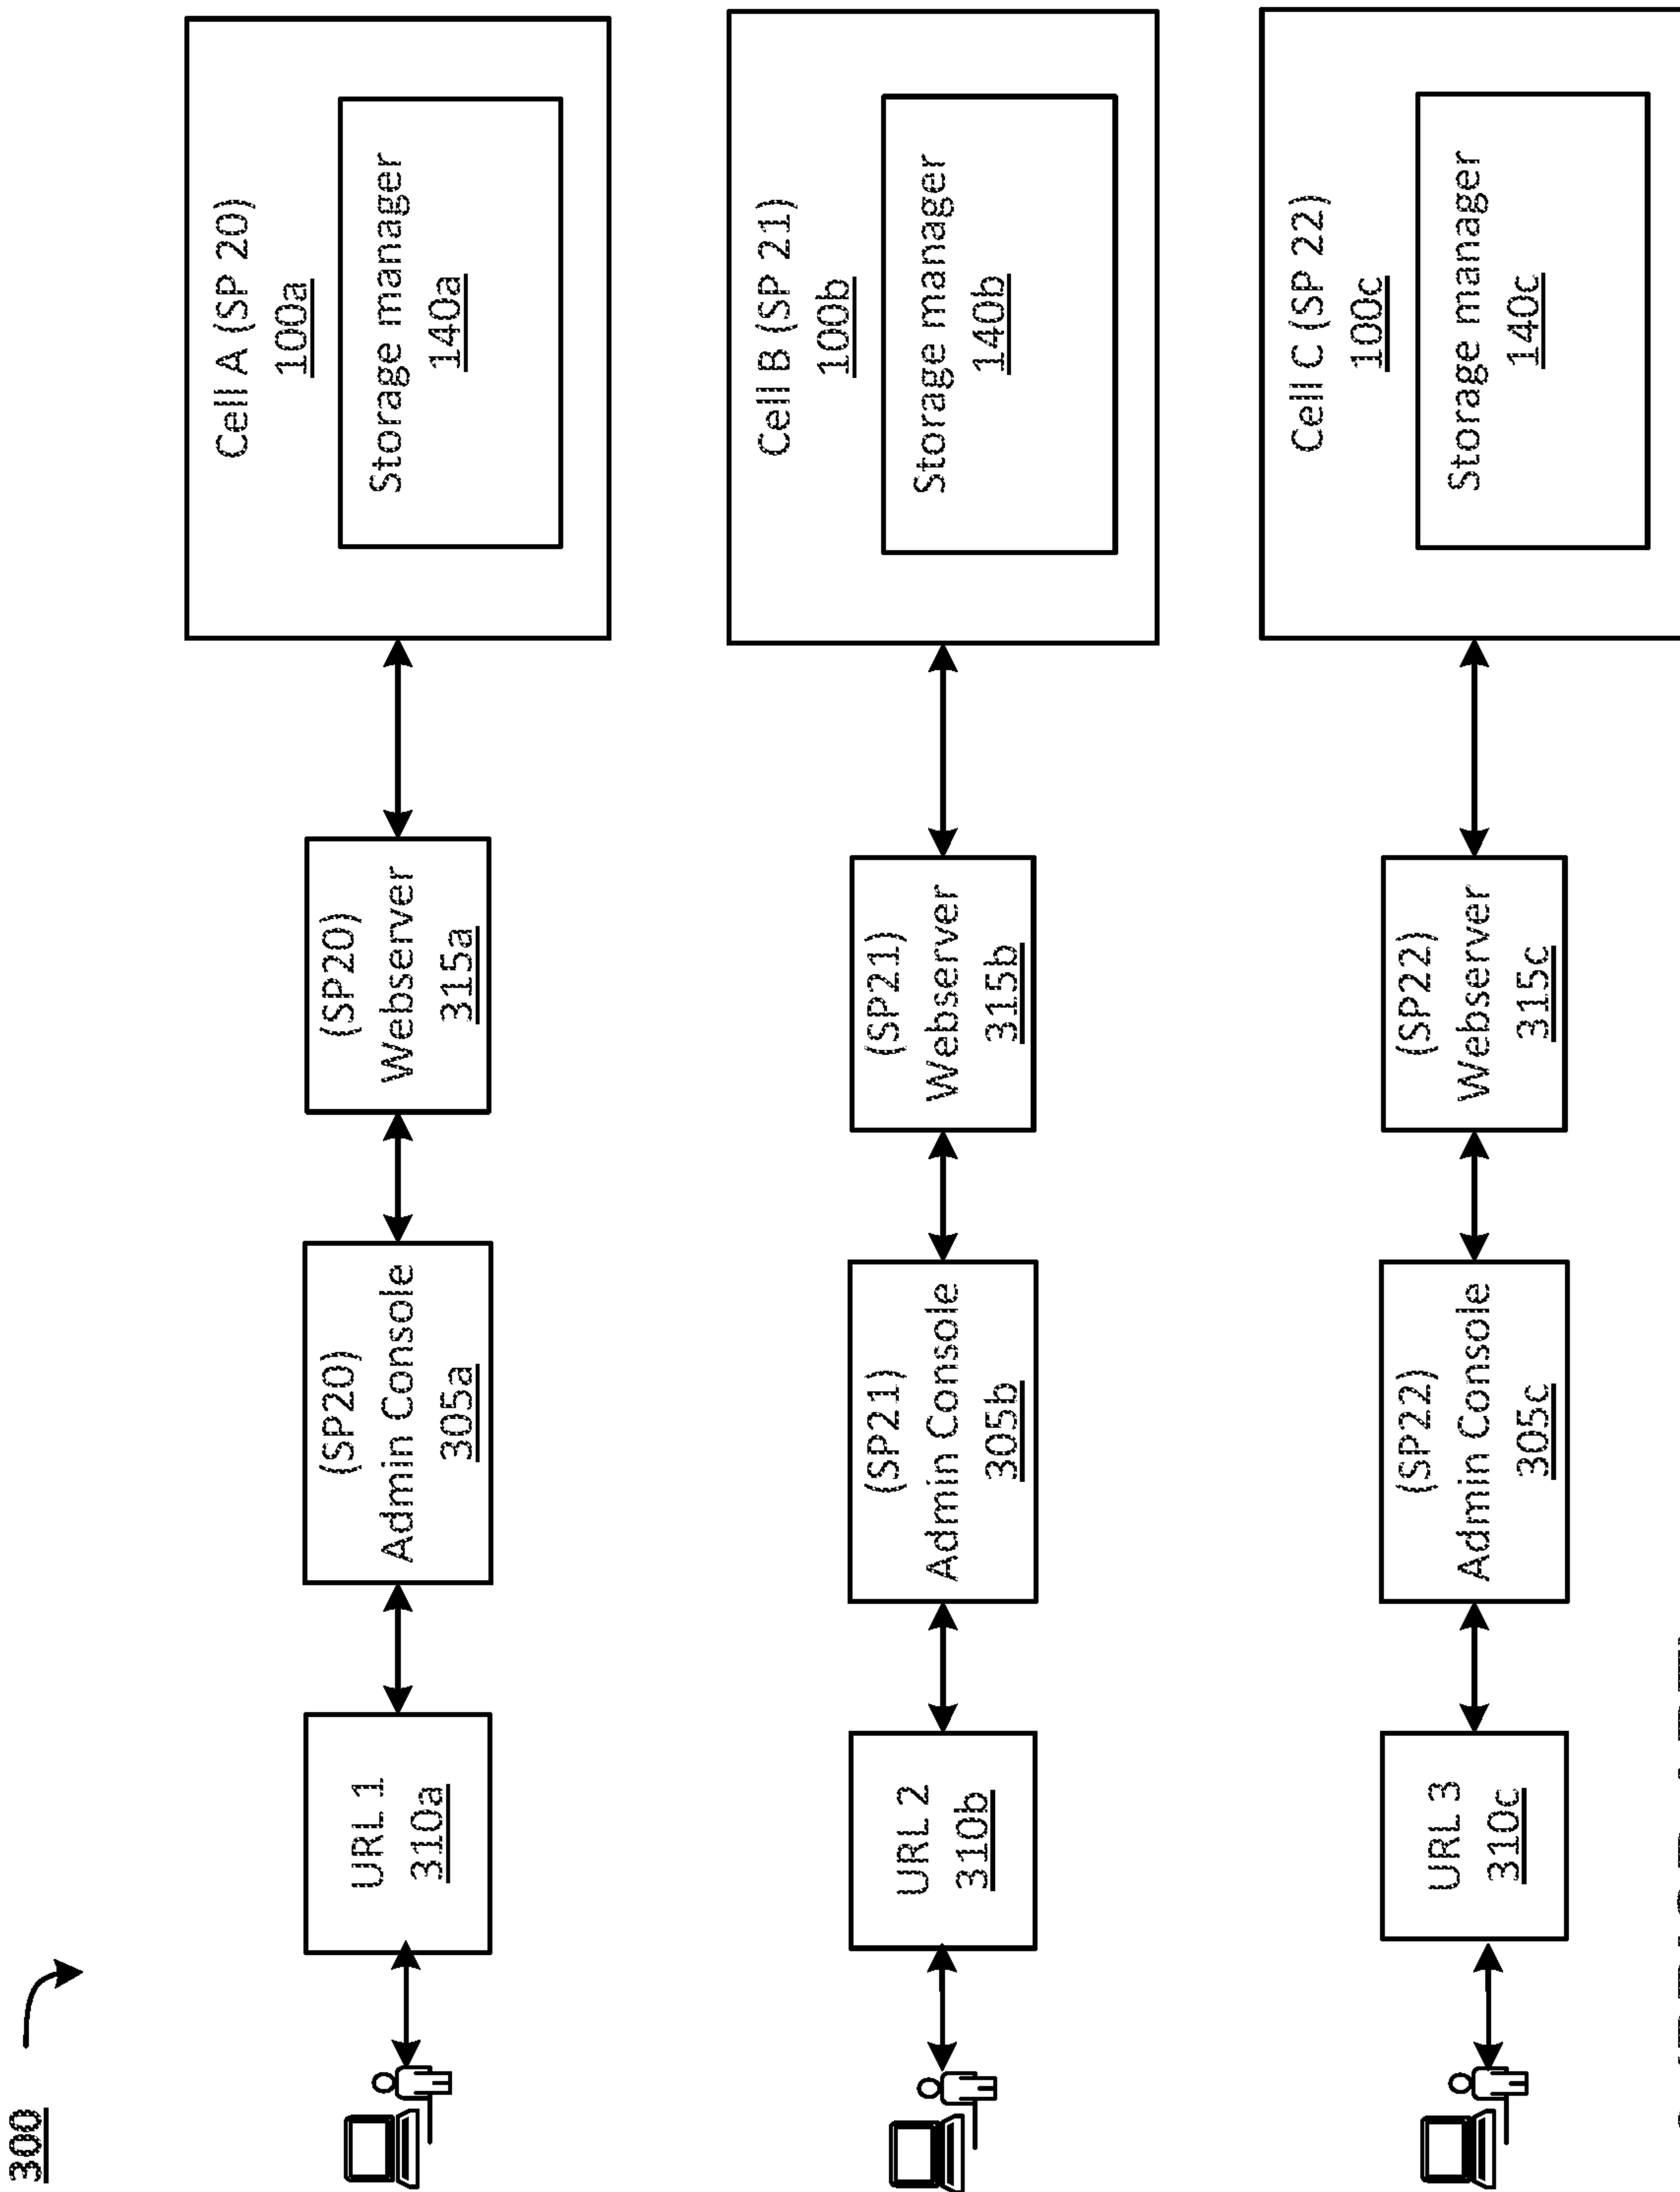 300
URL 1
310a
(SP20)
Admin Console
305a
(SP20)
Webserver
315a
Cell A (SP 20)
100a
Storage manager
140a
URL 2
310b
(SP21)
Admin Console
305b
(SP21)
Webserver
315b
Cell B (SP 21)
100b
Storage manager
140b
URL 3
310c
(SP22)
Admin Console
305c
(SP22)
Webserver
315c
Cell C (SP 22)
100c
Storage manager
140c